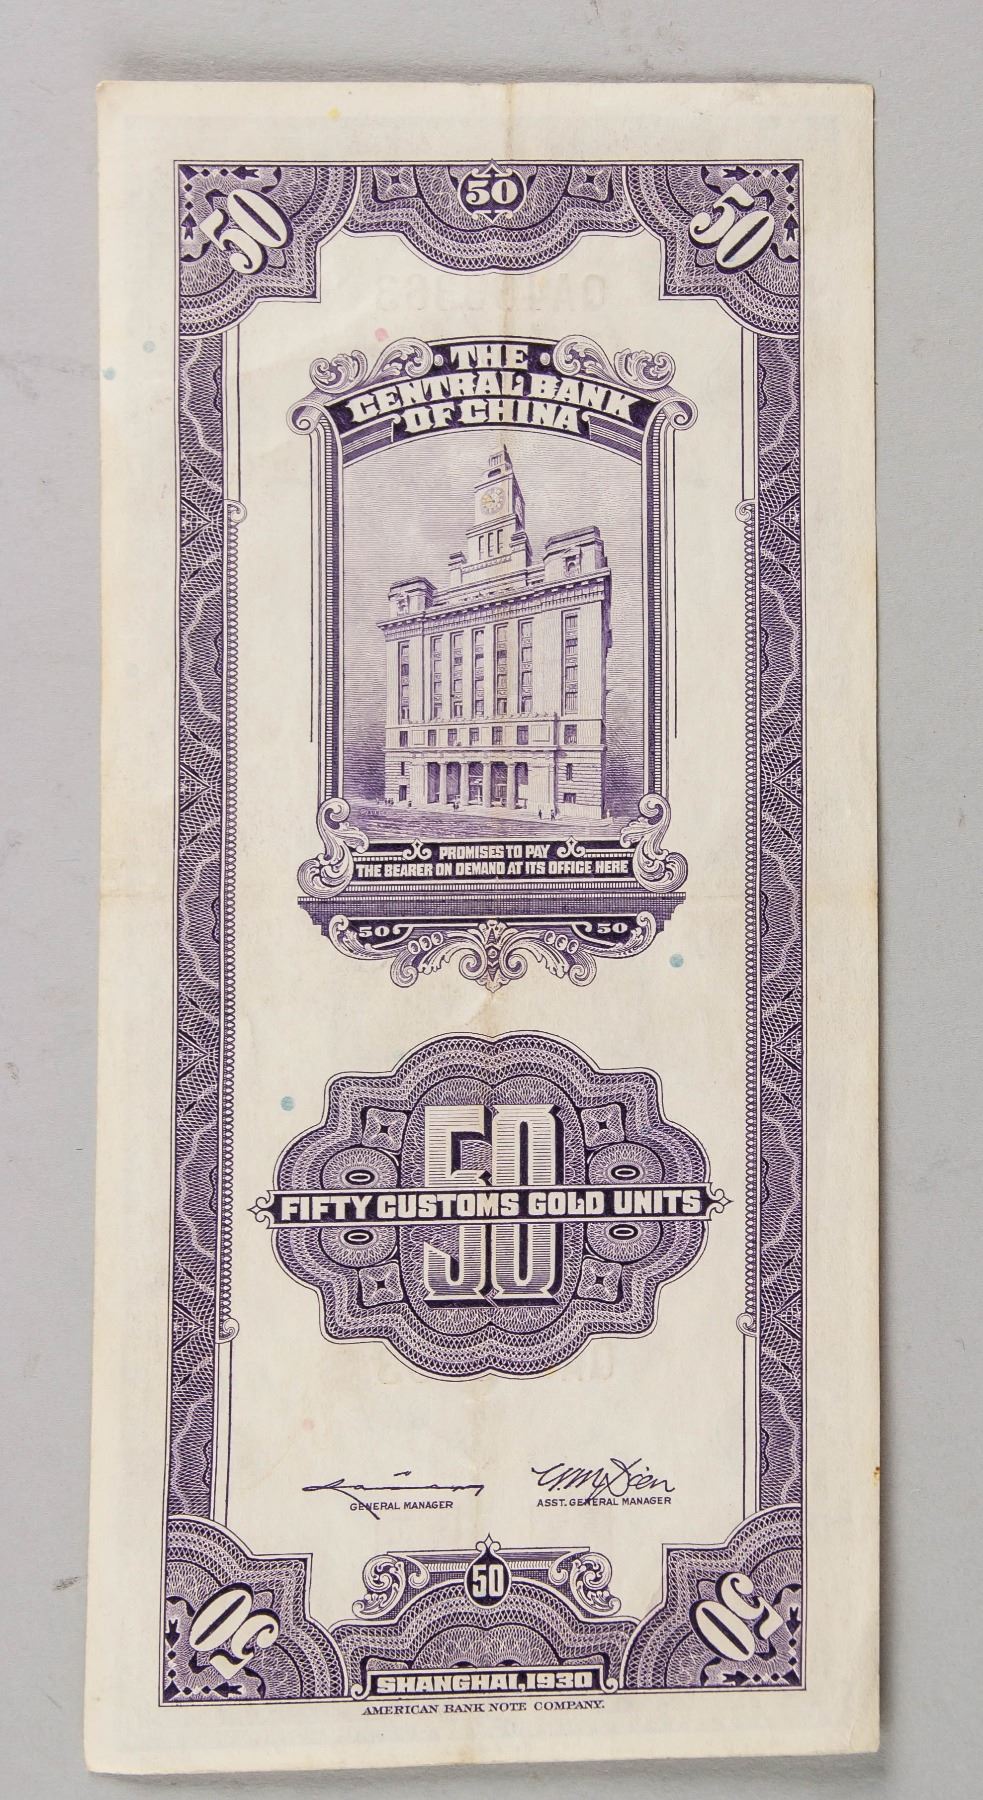 50
50
50
· THE ·
CENTRAL BANK
OF CHINA
PROMISES TO PAY
THE BEARER ON DEMAND AT ITS OFFICE HERE
50
50
50
FIFTY CUSTOMS GOLD UNITS
GENERAL MANAGER
ASST. GENERAL MANAGER
50
50
50
SHANGHAI, 1930
AMERICAN BANK NOTE COMPANY.